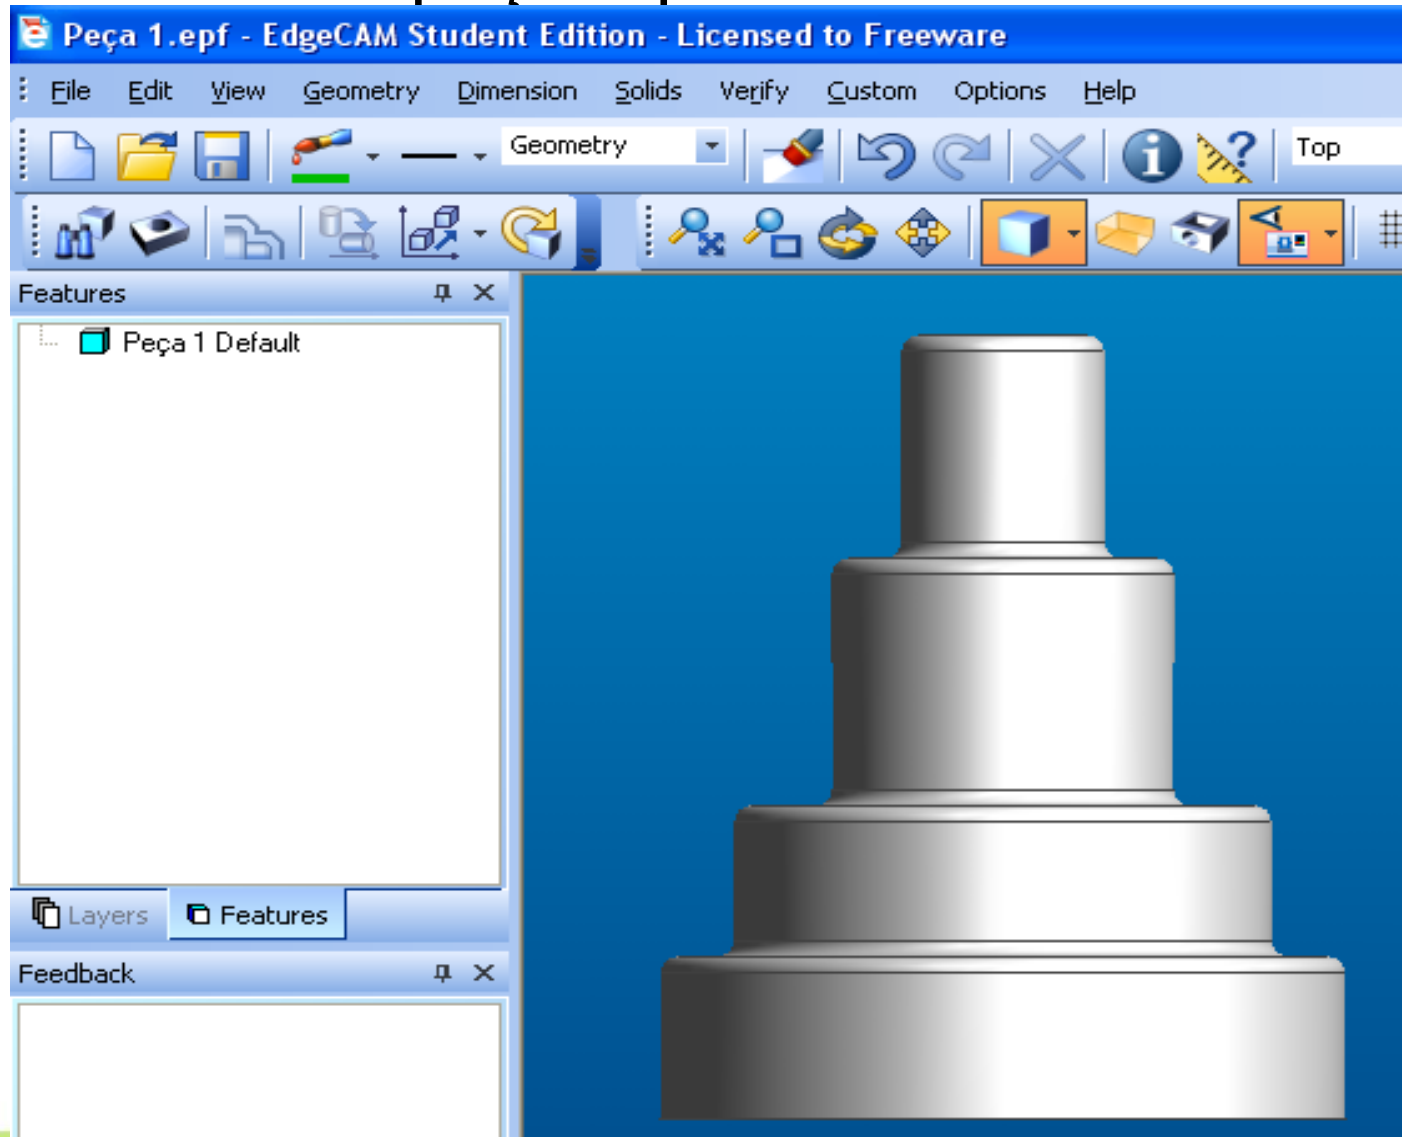 Peça 1.epf - EdgeCAM Student Edition - Licensed to Freeware
File Edit View Geometry Dimension Solids Verify Custom Options Help
Geometry Top
Features
Peça 1 Default
Layers Features
Feedback